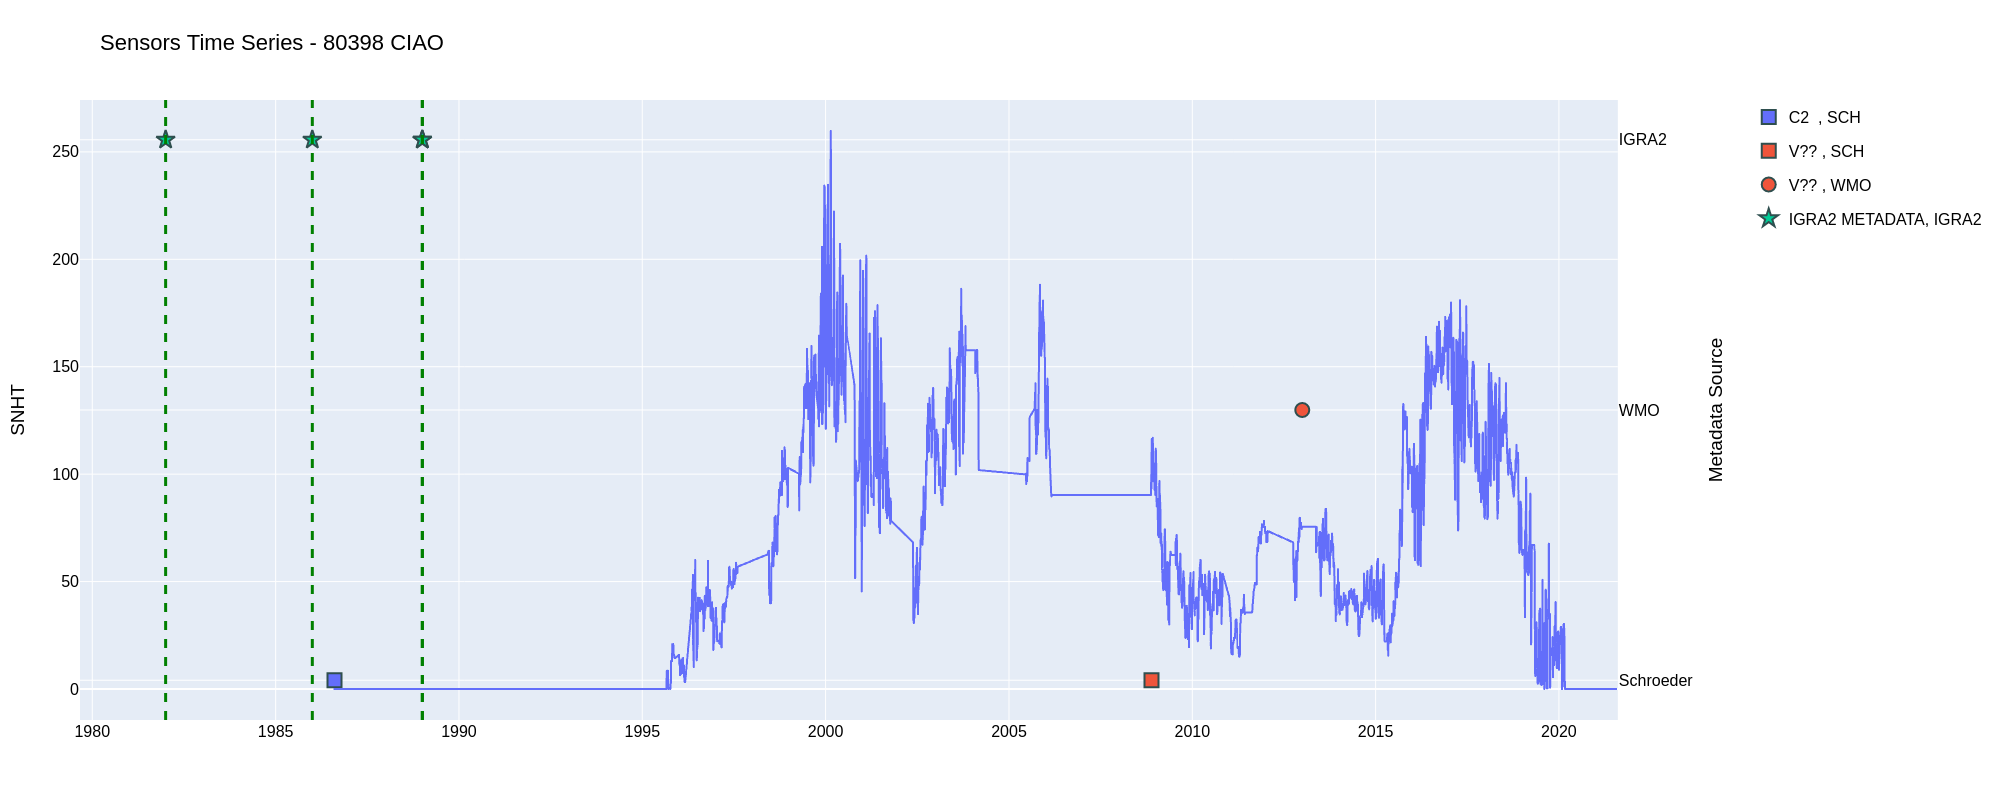 Sensors Time Series - 80398 CIAO
C2 , SCH
V?? , SCH
V?? , WMO
IGRA2 METADATA, IGRA2
SNHT
250
200
150
100
50
0
IGRA2
WMO
Schroeder
Metadata Source
1980 1985 1990 1995 2000 2005 2010 2015 2020